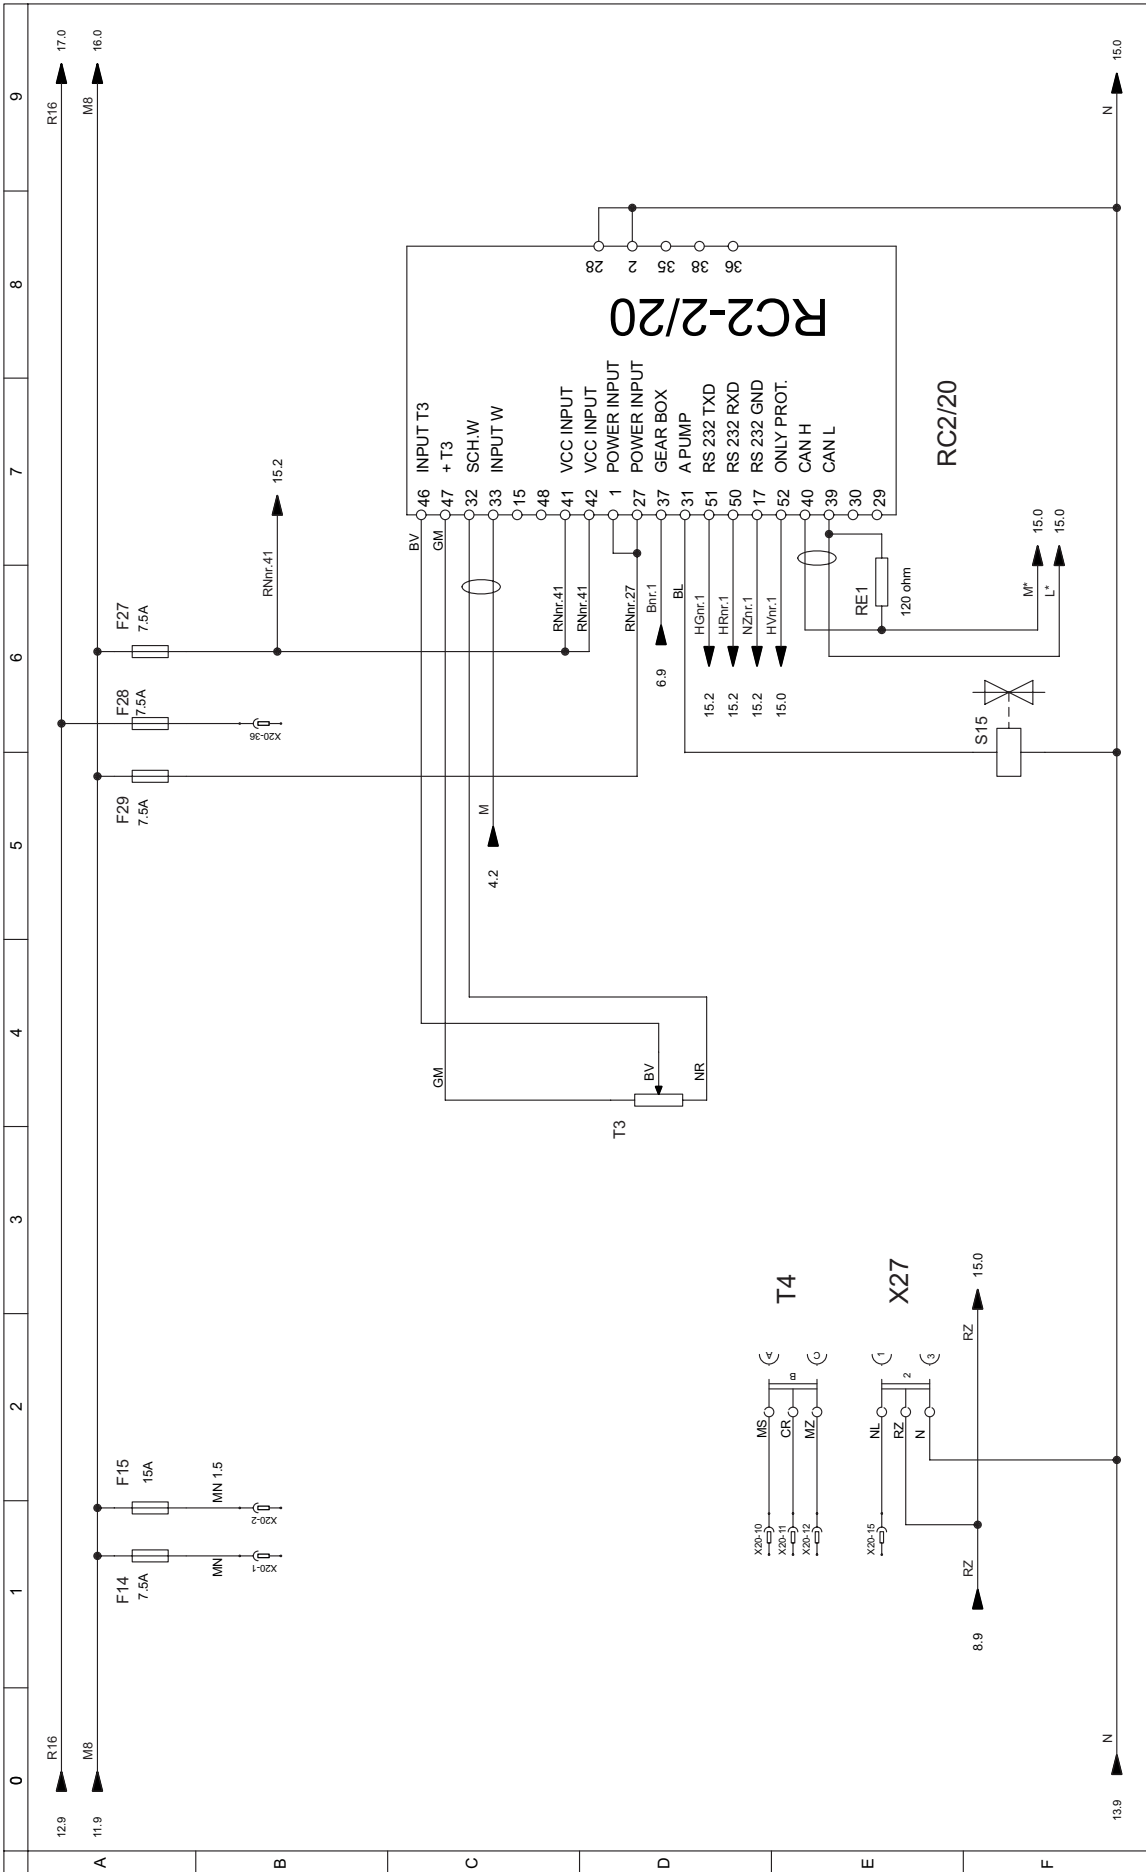 0 1 2 3 4 5 6 7 8 9
A
B
C
D
E
F
12.9 R16 R16 17.0
11.9 M8 M8 16.0
F14
7.5A
MN
X20-1
F15
15A
MN 1.5
X20-2
F29
7.5A
F28
7.5A
X20-36
F27
7.5A
RNnr.41
15.2
BV 46 INPUT T3
GM GM 47 + T3
32 SCH.W
4.2 M 33 INPUT W
15
48
RNnr.41 41 VCC INPUT
RNnr.41 42 VCC INPUT
1 POWER INPUT
RNnr.27 27 POWER INPUT
6.9 Bnr.1 37 GEAR BOX
BL 31 A PUMP
15.2 HGnr.1 51 RS 232 TXD
15.2 HRnr.1 50 RS 232 RXD
15.2 NZnr.1 17 RS 232 GND
15.0 HVnr.1 52 ONLY PROT.
40 CAN H
39 CAN L
30
29
28
2
35
38
36
RC2-2/20
RC2/20
RE1
120 ohm
M* 15.0
L* 15.0
S15
T3
BV
NR
T4
X20-10 MS A
X20-11 CR B
X20-12 MZ C
X27
X20-15 NL 1
RZ 2
N 3
8.9 RZ RZ 15.0
13.9 N N 15.0